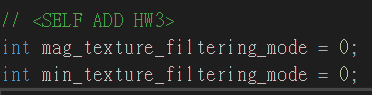 // <SELF ADD HW3>
int mag_texture_filtering_mode = 0;
int min_texture_filtering_mode = 0;